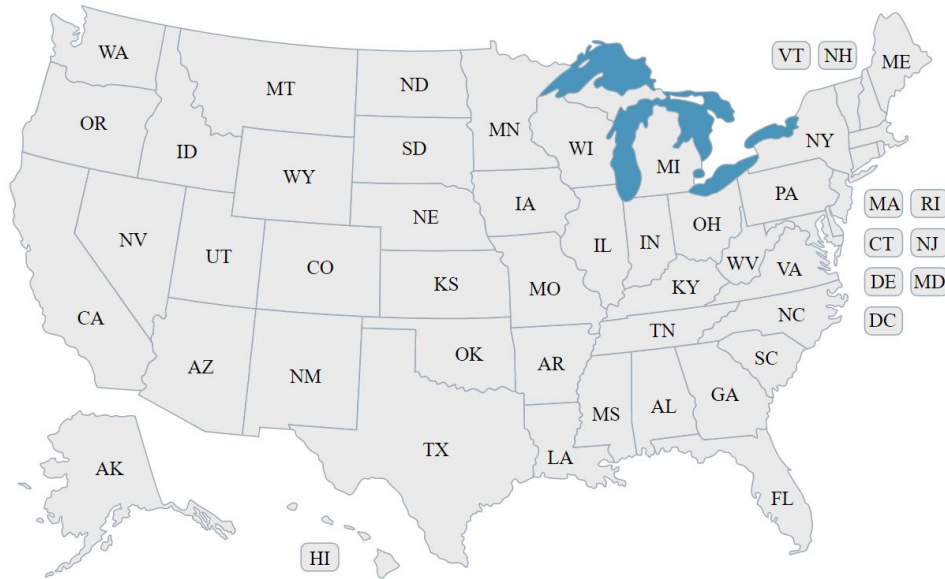 WA
MT
ND
MN
VT NH
ME
OR
ID
WY
SD
WI
MI
NY
NV
UT
CO
NE
IA
IL
IN
OH
PA
MA RI
CT NJ
DE MD
DC
CA
KS
MO
KY
WV
VA
AZ
NM
OK
AR
TN
NC
SC
TX
LA
MS
AL
GA
FL
AK
HI